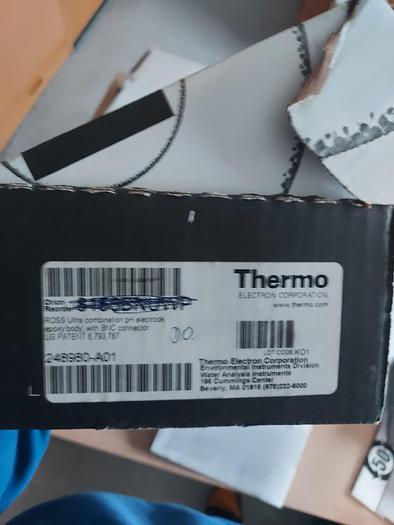 Thermo
ELECTRON CORPORATION
www.thermo.com
Orion
ROSS Ultra combination pH electrode,
epoxy body, with BNC connector
US PATENT 6,793,787
248980-A01
LOT CODE K01
Thermo Electron Corporation
Environmental Instruments Division
Water Analysis Instruments
166 Cummings Center
Beverly, MA 01915 (978)232-6000
50